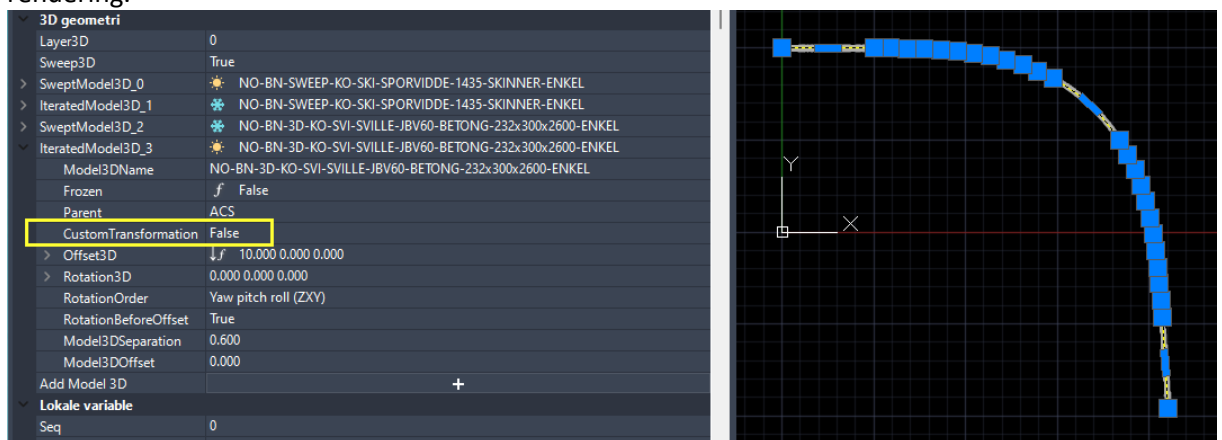 rendering.
3D geometri
Layer3D 0
Sweep3D True
SweptModel3D_0 NO-BN-SWEEP-KO-SKI-SPORVIDDE-1435-SKINNER-ENKEL
IteratedModel3D_1 NO-BN-SWEEP-KO-SKI-SPORVIDDE-1435-SKINNER-ENKEL
SweptModel3D_2 NO-BN-3D-KO-SVI-SVILLE-JBV60-BETONG-232x300x2600-ENKEL
IteratedModel3D_3 NO-BN-3D-KO-SVI-SVILLE-JBV60-BETONG-232x300x2600-ENKEL
Model3DName NO-BN-3D-KO-SVI-SVILLE-JBV60-BETONG-232x300x2600-ENKEL
Frozen f False
Parent ACS
CustomTransformation False
Offset3D ↓f 10.000 0.000 0.000
Rotation3D 0.000 0.000 0.000
RotationOrder Yaw pitch roll (ZXY)
RotationBeforeOffset True
Model3DSeparation 0.600
Model3DOffset 0.000
Add Model 3D +
Lokale variable
Seq 0
Y
X